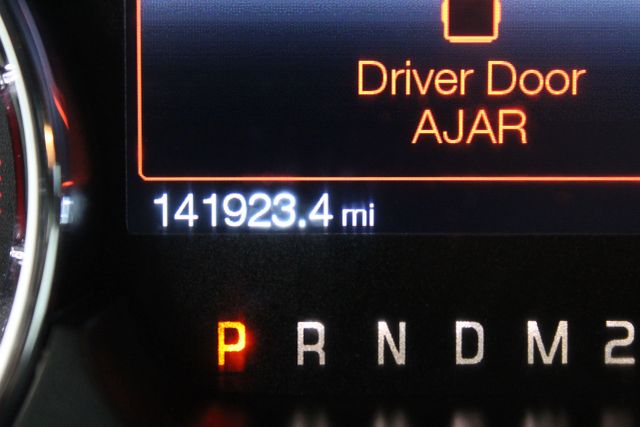 Driver Door
AJAR
141923.4 mi
P R N D M 2